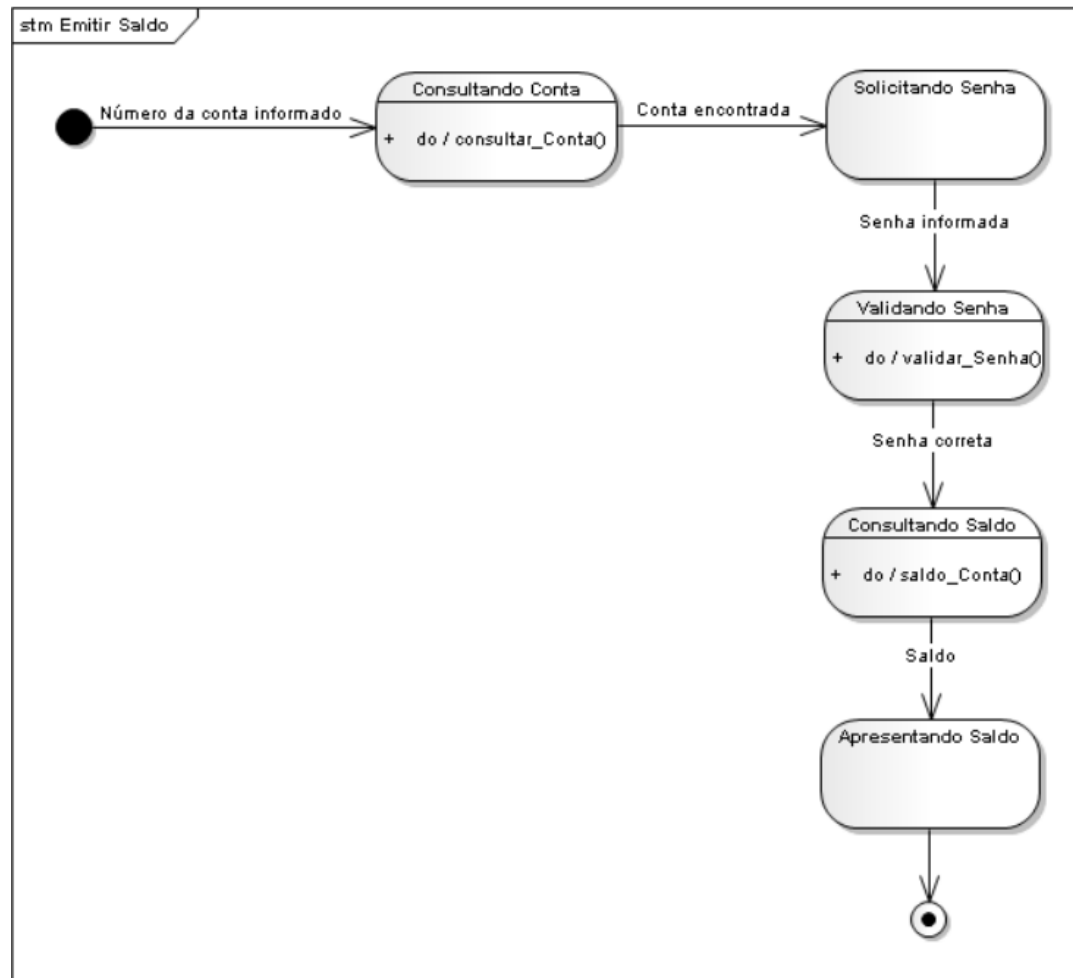 stm Emitir Saldo
Número da conta informado
Consultando Conta
+ do / consultar_Conta()
Conta encontrada
Solicitando Senha
Senha informada
Validando Senha
+ do / validar_Senha()
Senha correta
Consultando Saldo
+ do / saldo_Conta()
Saldo
Apresentando Saldo